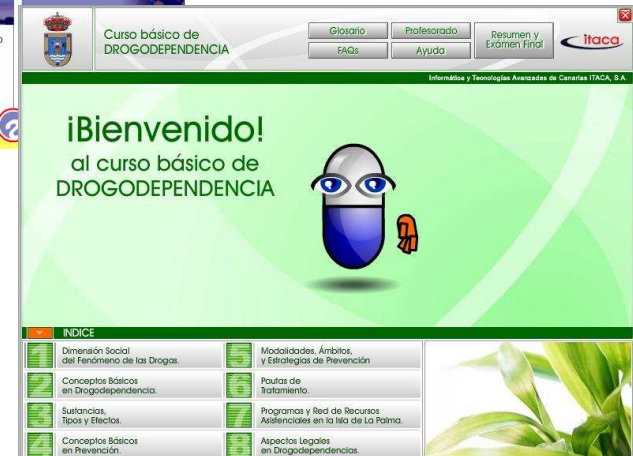 Curso básico de
DROGODEPENDENCIA
Glosario
Profesorado
FAQs
Ayuda
Resumen y
Exámen Final
itaca
Informática y Tecnologías Avanzadas de Canarias ITACA, S.A.
¡Bienvenido!
al curso básico de
DROGODEPENDENCIA
INDICE
1 Dimensión Social
del Fenómeno de las Drogas.
2 Conceptos Básicos
en Drogodependencia.
3 Sustancias,
Tipos y Efectos.
4 Conceptos Básicos
en Prevención.
5 Modalidades, Ámbitos,
y Estrategias de Prevención
6 Pautas de
Tratamiento.
7 Programas y Red de Recursos
Asistenciales en la Isla de La Palma.
8 Aspectos Legales
en Drogodependencias.